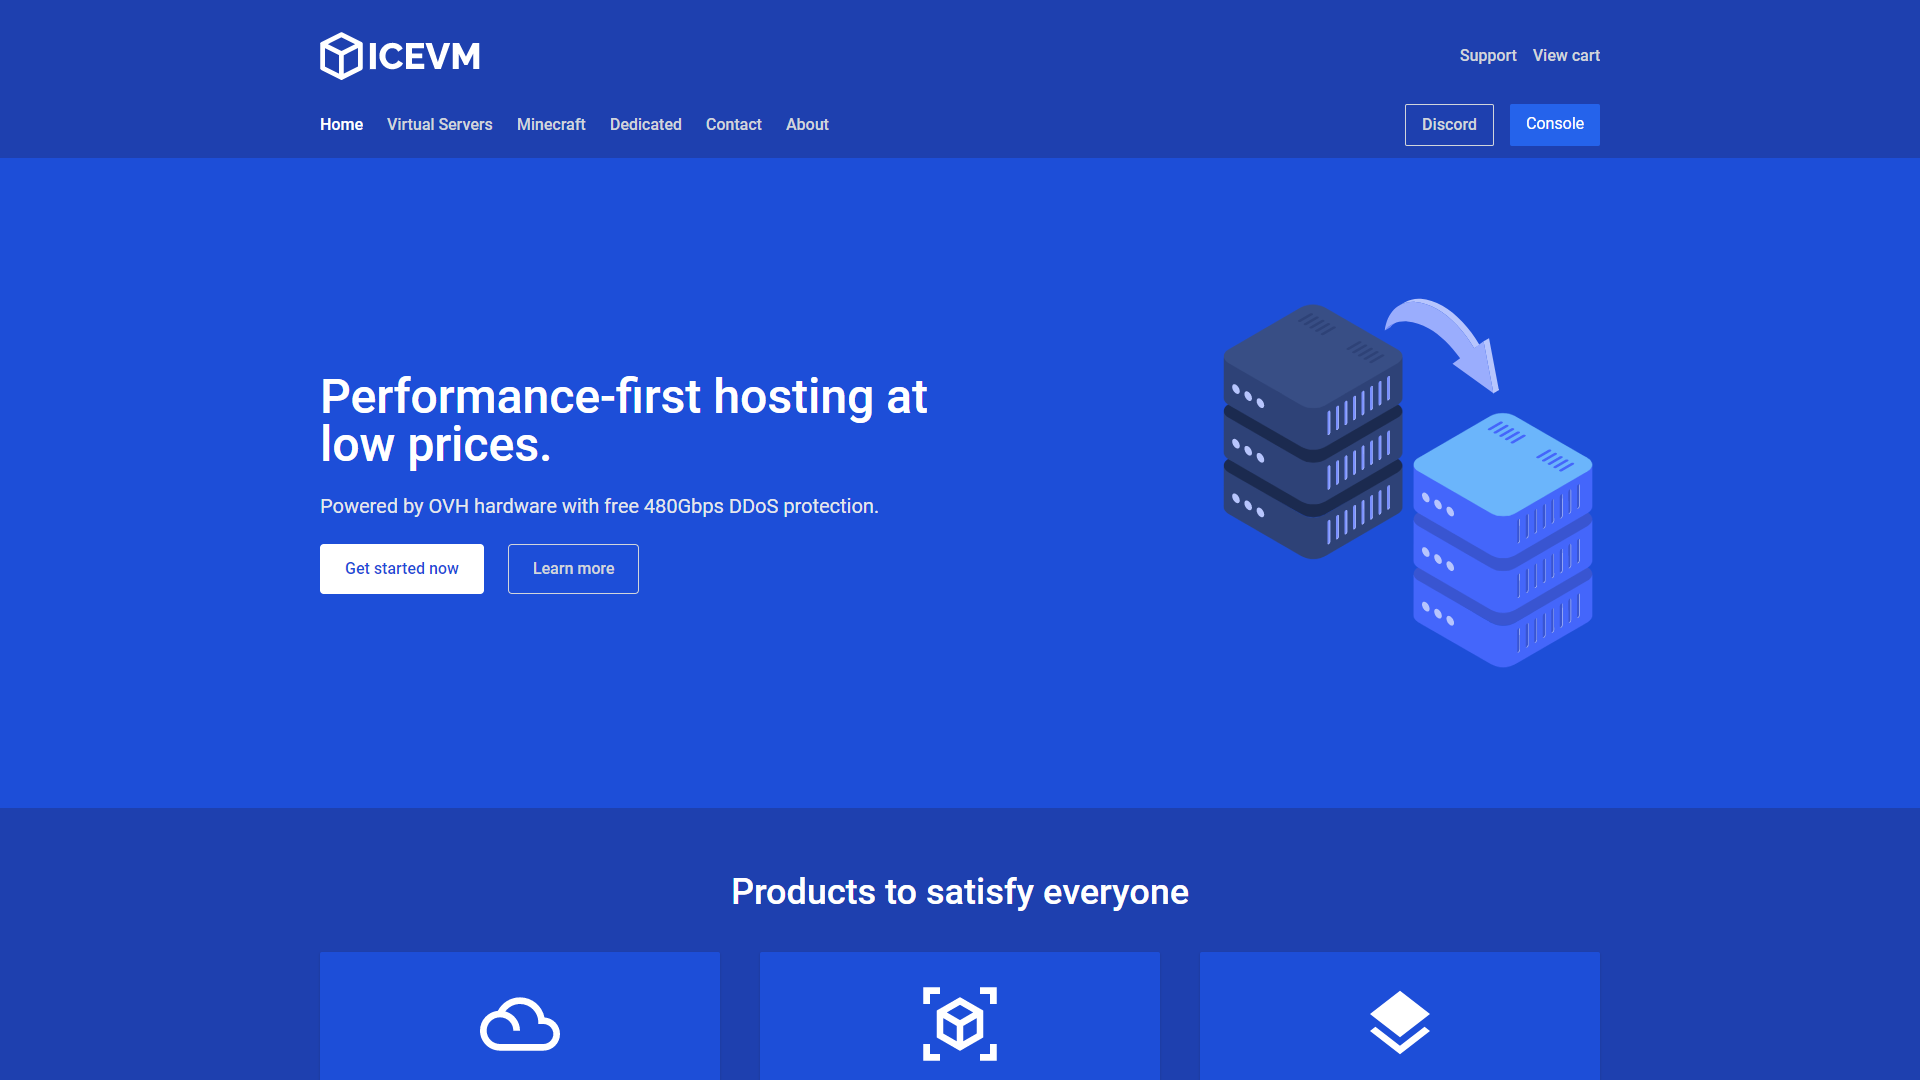 ICEVM
Support View cart
Home Virtual Servers Minecraft Dedicated Contact About Discord Console
Performance-first hosting at
low prices.
Powered by OVH hardware with free 480Gbps DDoS protection.
Get started now Learn more
Products to satisfy everyone